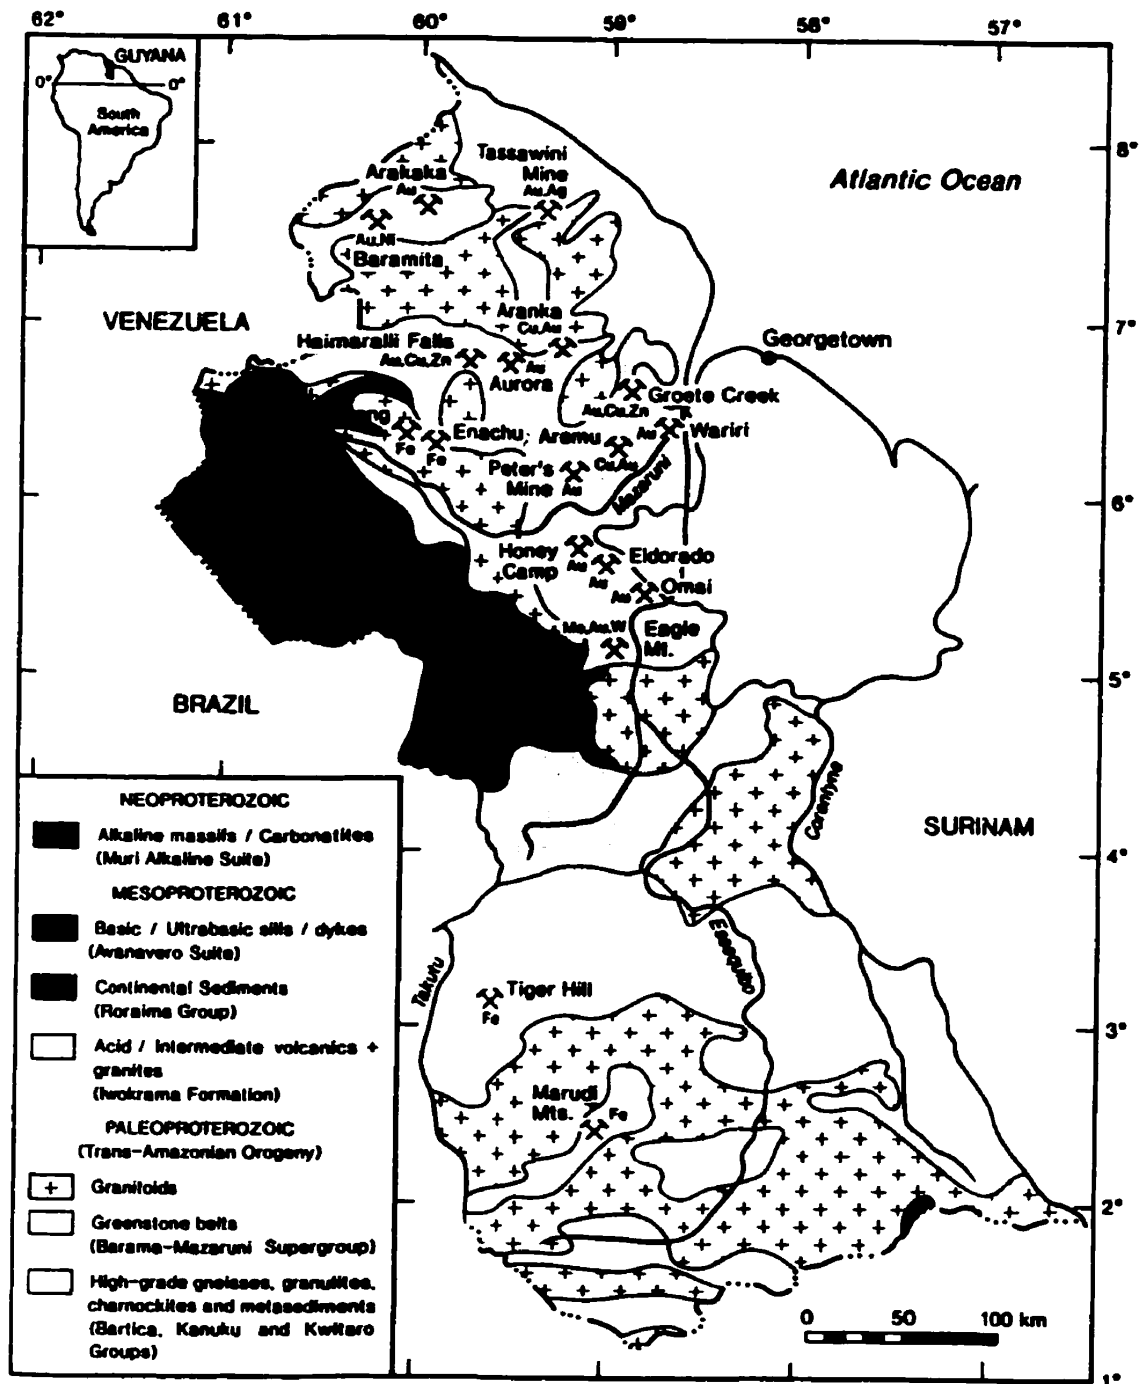 62° 61° 60° 59° 58° 57°
GUYANA
0° 0°
South
America
8°
Atlantic Ocean
Tassawini
Mine
Au,Ag
Arakaka
Au
Au,Ni
Baramita
VENEZUELA
7°
Aranka
Cu,Au
Haimaralli Falls
Au,Cu,Zn
Au
Aurora
Georgetown
Groete Creek
Au,Cu,Zn
Au
Wariri
ang
Fe
Fe
Enachu
Aramu
Cu,Au
Peter's
Mine
Au
Mazaruni
6°
Honey
Camp
Au
Eldorado
Au
Omai
Au
Mo,Au,W
Eagle
Mt.
5°
BRAZIL
Corentyne
SURINAM
4°
Essequibo
Takutu
Tiger Hill
Fe
3°
Marudi
Mts.
Fe
2°
1°
NEOPROTEROZOIC
Alkaline massifs / Carbonatites
(Muri Alkaline Suite)
MESOPROTEROZOIC
Basic / Ultrabasic sills / dykes
(Avanavero Suite)
Continental Sediments
(Roraima Group)
Acid / Intermediate volcanics +
granites
(Iwokrama Formation)
PALEOPROTEROZOIC
(Trans-Amazonian Orogeny)
Granitoids
Greenstone belts
(Barama-Mazaruni Supergroup)
High-grade gneisses, granulites,
charnockites and metasediments
(Bartica, Kanuku and Kwitaro
Groups)
0 50 100 km